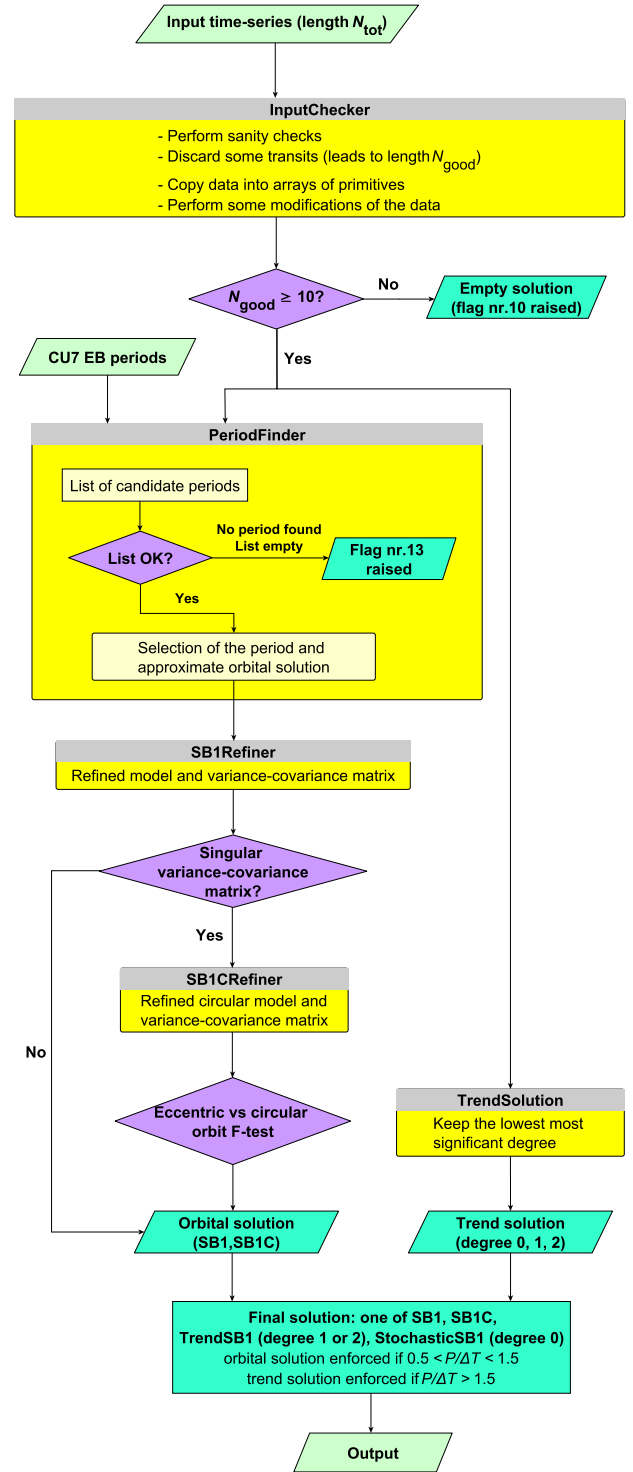 Input time-series (length N_tot)
InputChecker
- Perform sanity checks
- Discard some transits (leads to length N_good)
- Copy data into arrays of primitives
- Perform some modifications of the data
N_good ≥ 10?
No
Empty solution
(flag nr.10 raised)
Yes
CU7 EB periods
PeriodFinder
List of candidate periods
No period found
List empty
List OK?
Flag nr.13
raised
Yes
Selection of the period and
approximate orbital solution
SB1Refiner
Refined model and variance-covariance matrix
Singular
variance-covariance
matrix?
Yes
SB1CRefiner
Refined circular model and
variance-covariance matrix
No
Eccentric vs circular
orbit F-test
TrendSolution
Keep the lowest most
significant degree
Orbital solution
(SB1,SB1C)
Trend solution
(degree 0, 1, 2)
Final solution: one of SB1, SB1C,
TrendSB1 (degree 1 or 2), StochasticSB1 (degree 0)
orbital solution enforced if 0.5 < P/ΔT < 1.5
trend solution enforced if P/ΔT > 1.5
Output